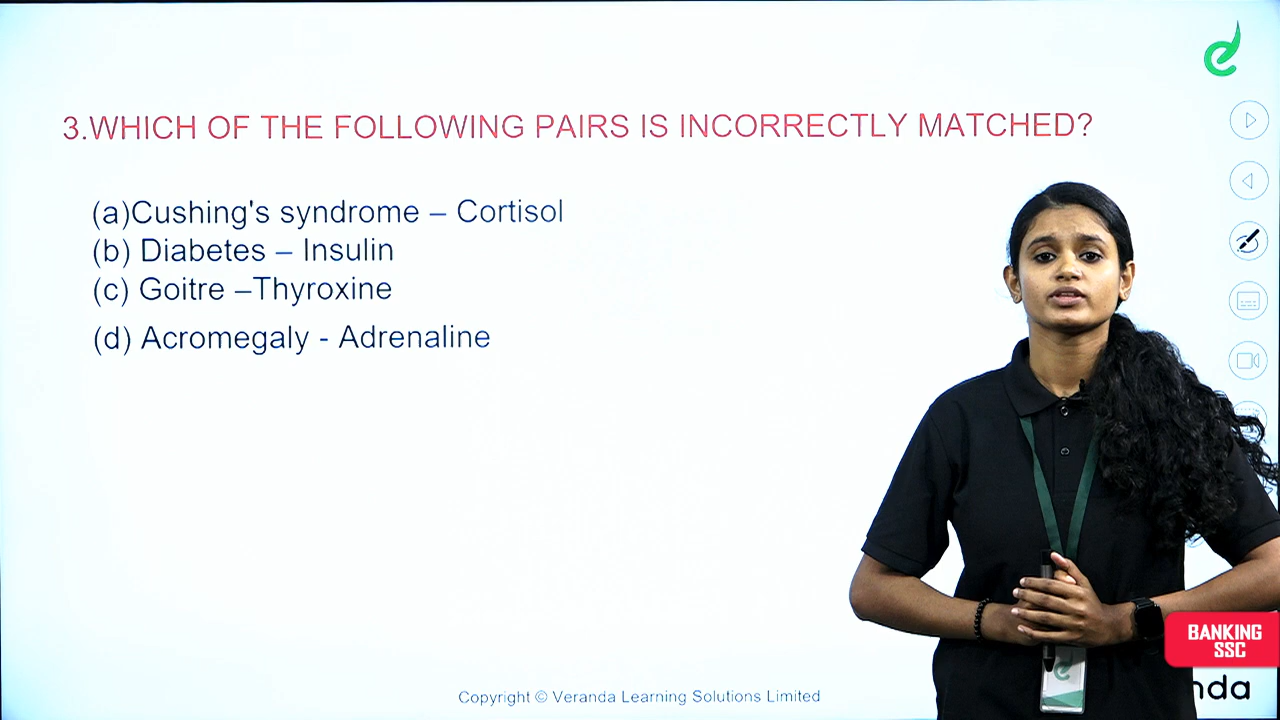 3.WHICH OF THE FOLLOWING PAIRS IS INCORRECTLY MATCHED?
(a)Cushing's syndrome – Cortisol
(b) Diabetes – Insulin
(c) Goitre –Thyroxine
(d) Acromegaly - Adrenaline
BANKING
SSC
nda
Copyright © Veranda Learning Solutions Limited